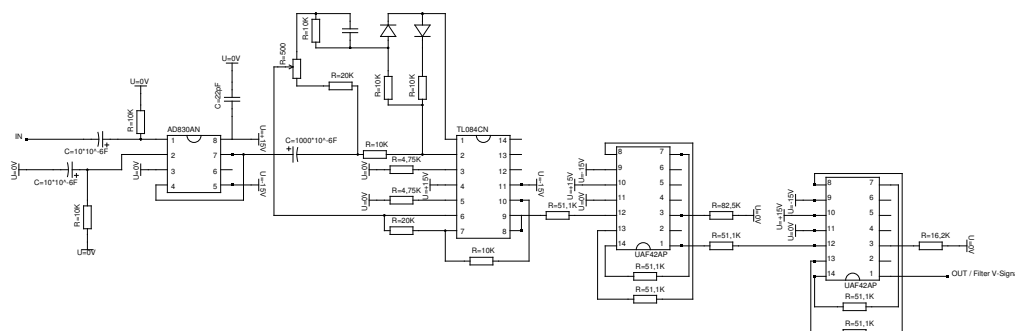 R=10K
R=500
R=20K
R=10K
R=10K
U=0V
U=0V
C=22pF
R=10K
AD830AN
IN
C=10*10^-6F
1
2
3
4
8
7
6
5
U=+15V
U=-15V
U=0V
U=0V
C=10*10^-6F
R=10K
U=0V
C=1000*10^-6F
R=10K
R=4,75K
U=0V
U=+15V
R=4,75K
U=0V
R=20K
R=10K
TL084CN
1
2
3
4
5
6
7
14
13
12
11
10
9
8
U=-15V
R=51,1K
U=-15V
U=+15V
U=0V
8
9
10
11
12
13
14
7
6
5
4
3
2
1
UAF42AP
R=51,1K
R=51,1K
R=82,5K
U=0V
R=51,1K
U=-15V
U=+15V
U=0V
8
9
10
11
12
13
14
7
6
5
4
3
2
1
UAF42AP
R=16,2K
U=0V
OUT / Filter V-Signa
R=51,1K
R=51,1K